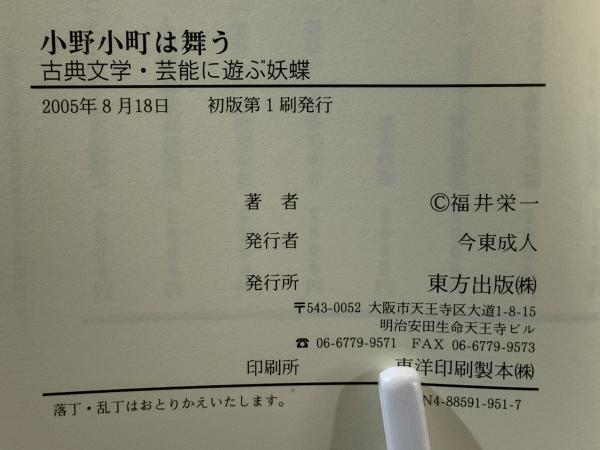 小野小町は舞う
古典文学・芸能に遊ぶ妖蝶
2005年8月18日　初版第1刷発行
著　者　©福井栄一
発行者　今東成人
発行所　東方出版㈱
〒543-0052 大阪市天王寺区大道1-8-15
明治安田生命天王寺ビル
☎ 06-6779-9571 FAX 06-6779-9573
印刷所　東洋印刷製本㈱
落丁・乱丁はおとりかえいたします。　N4-88591-951-7